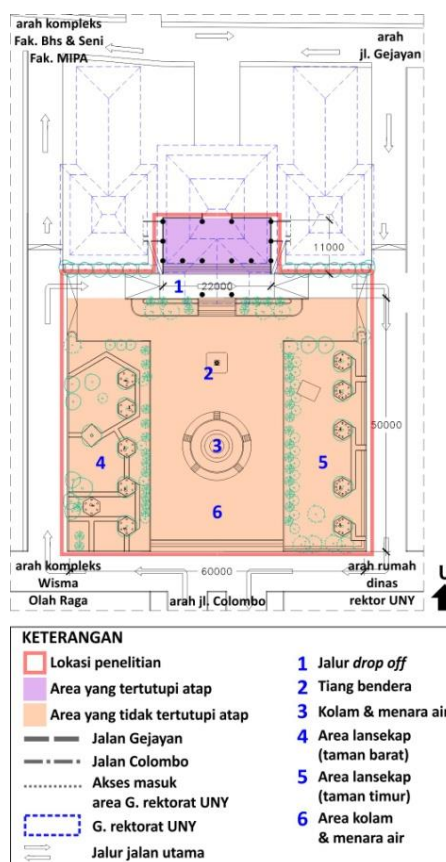 arah kompleks
Fak. Bhs & Seni
Fak. MIPA
arah
jl. Gejayan
11000
22000
1
2
3
4
5
6
50000
60000
arah kompleks
Wisma
Olah Raga
arah jl. Colombo
arah rumah
dinas
rektor UNY
U
KETERANGAN
Lokasi penelitian
Area yang tertutupi atap
Area yang tidak tertutupi atap
Jalan Gejayan
Jalan Colombo
Akses masuk
area G. rektorat UNY
G. rektorat UNY
Jalur jalan utama
1 Jalur drop off
2 Tiang bendera
3 Kolam & menara air
4 Area lansekap
(taman barat)
5 Area lansekap
(taman timur)
6 Area kolam
& menara air